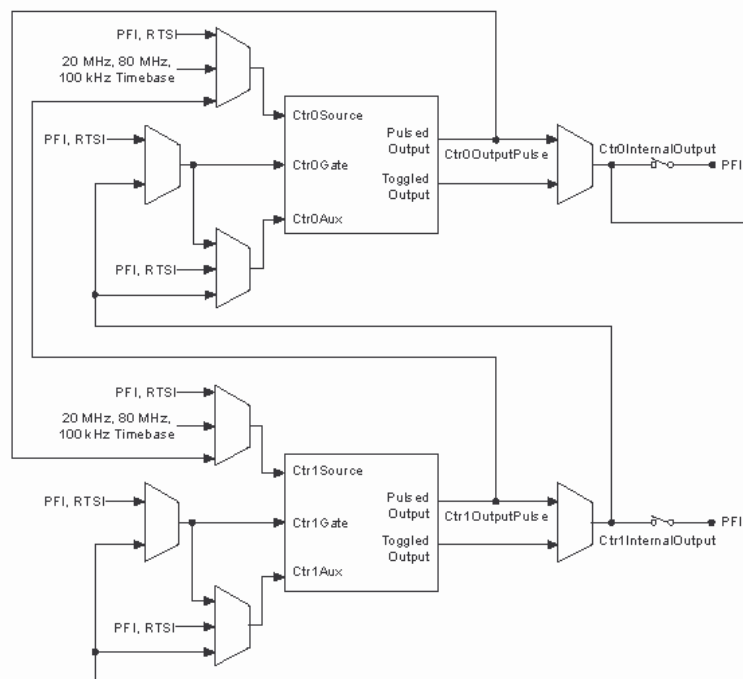 PFI, RTSI
20 MHz, 80 MHz,
100 kHz Timebase
PFI, RTSI
PFI, RTSI
Ctr0Source
Ctr0Gate
Ctr0Aux
Pulsed
Output
Toggled
Output
Ctr0OutputPulse
Ctr0InternalOutput
PFI
PFI, RTSI
20 MHz, 80 MHz,
100 kHz Timebase
PFI, RTSI
PFI, RTSI
Ctr1Source
Ctr1Gate
Ctr1Aux
Pulsed
Output
Toggled
Output
Ctr1OutputPulse
PFI
Ctr1InternalOutput